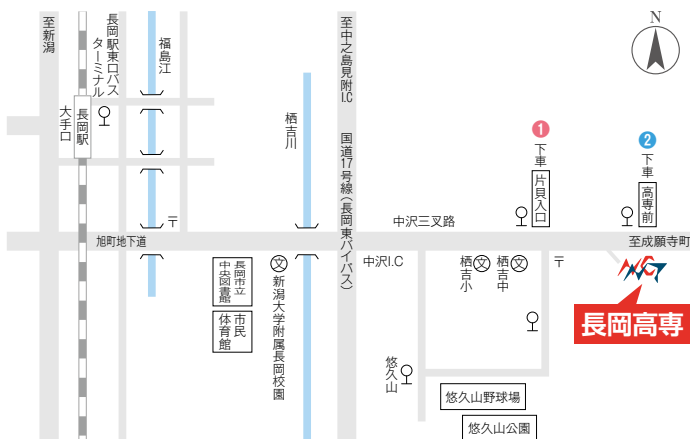 至新潟
長岡駅東口バス
ターミナル
福島江
大手口
長岡駅
栖吉川
至中之島見附I.C
国道17号線(長岡東バイパス)
N
1
下車
片貝入口
2
下車
高専前
〒
旭町地下道
中沢三叉路
至成願寺町
中沢I.C
長岡市立
中央図書館
市民
体育館
文
新潟大学附属長岡校園
栖吉小
文
栖吉中
文
〒
NNCT
長岡高専
悠久山
悠久山野球場
悠久山公園